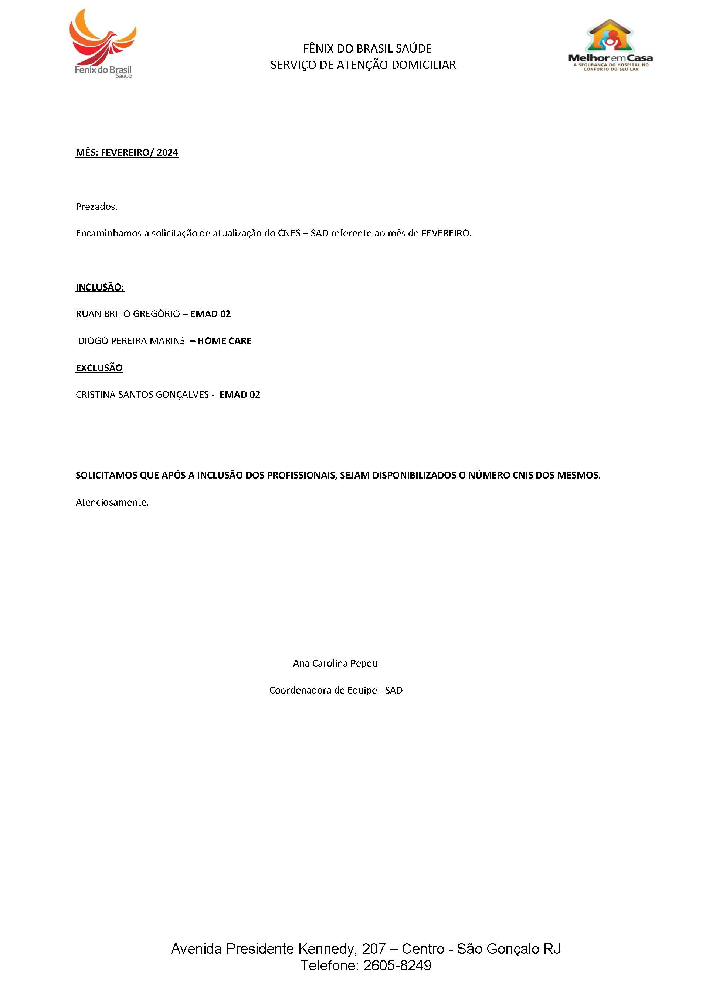 Fenix do Brasil
Saúde
FÊNIX DO BRASIL SAÚDE
SERVIÇO DE ATENÇÃO DOMICILIAR
Melhor em Casa
A SEGURANÇA DO HOSPITAL NO
CONFORTO DO SEU LAR
MÊS: FEVEREIRO/ 2024
Prezados,
Encaminhamos a solicitação de atualização do CNES – SAD referente ao mês de FEVEREIRO.
INCLUSÃO:
RUAN BRITO GREGÓRIO – EMAD 02
DIOGO PEREIRA MARINS – HOME CARE
EXCLUSÃO
CRISTINA SANTOS GONÇALVES - EMAD 02
SOLICITAMOS QUE APÓS A INCLUSÃO DOS PROFISSIONAIS, SEJAM DISPONIBILIZADOS O NÚMERO CNIS DOS MESMOS.
Atenciosamente,
Ana Carolina Pepeu
Coordenadora de Equipe - SAD
Avenida Presidente Kennedy, 207 – Centro - São Gonçalo RJ
Telefone: 2605-8249